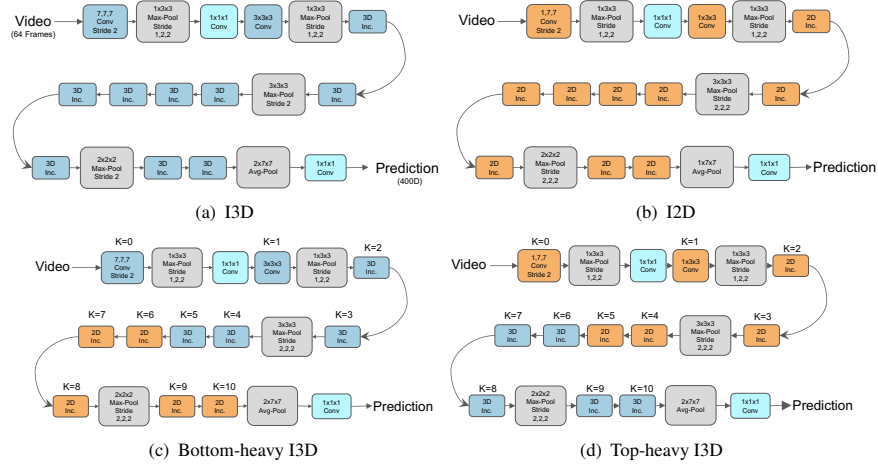 Video
(64 Frames)
7,7,7
Conv
Stride 2
1x3x3
Max-Pool
Stride
1,2,2
1x1x1
Conv
3x3x3
Conv
1x3x3
Max-Pool
Stride
1,2,2
3D
Inc.
3D
Inc.
3D
Inc.
3D
Inc.
3D
Inc.
3x3x3
Max-Pool
Stride 2
3D
Inc.
3D
Inc.
2x2x2
Max-Pool
Stride 2
3D
Inc.
3D
Inc.
2x7x7
Avg-Pool
1x1x1
Conv
Prediction
(400D)
(a) I3D
Video
1,7,7
Conv
Stride 2
1x3x3
Max-Pool
Stride
1,2,2
1x1x1
Conv
1x3x3
Conv
1x3x3
Max-Pool
Stride
1,2,2
2D
Inc.
2D
Inc.
2D
Inc.
2D
Inc.
2D
Inc.
3x3x3
Max-Pool
Stride
2,2,2
2D
Inc.
2D
Inc.
2x2x2
Max-Pool
Stride
2,2,2
2D
Inc.
2D
Inc.
1x7x7
Avg-Pool
1x1x1
Conv
Prediction
(b) I2D
K=0
K=1
K=2
Video
7,7,7
Conv
Stride 2
1x3x3
Max-Pool
Stride
1,2,2
1x1x1
Conv
3x3x3
Conv
1x3x3
Max-Pool
Stride
1,2,2
3D
Inc.
K=7
K=6
K=5
K=4
K=3
2D
Inc.
2D
Inc.
3D
Inc.
3D
Inc.
3x3x3
Max-Pool
Stride
2,2,2
3D
Inc.
K=8
K=9
K=10
2D
Inc.
2x2x2
Max-Pool
Stride
2,2,2
2D
Inc.
2D
Inc.
2x7x7
Avg-Pool
1x1x1
Conv
Prediction
(c) Bottom-heavy I3D
K=0
K=1
K=2
Video
1,7,7
Conv
Stride 2
1x3x3
Max-Pool
Stride
1,2,2
1x1x1
Conv
1x3x3
Conv
1x3x3
Max-Pool
Stride
1,2,2
2D
Inc.
K=7
K=6
K=5
K=4
K=3
3D
Inc.
3D
Inc.
2D
Inc.
2D
Inc.
3x3x3
Max-Pool
Stride
2,2,2
2D
Inc.
K=8
K=9
K=10
3D
Inc.
2x2x2
Max-Pool
Stride
2,2,2
3D
Inc.
3D
Inc.
2x7x7
Avg-Pool
1x1x1
Conv
Prediction
(d) Top-heavy I3D